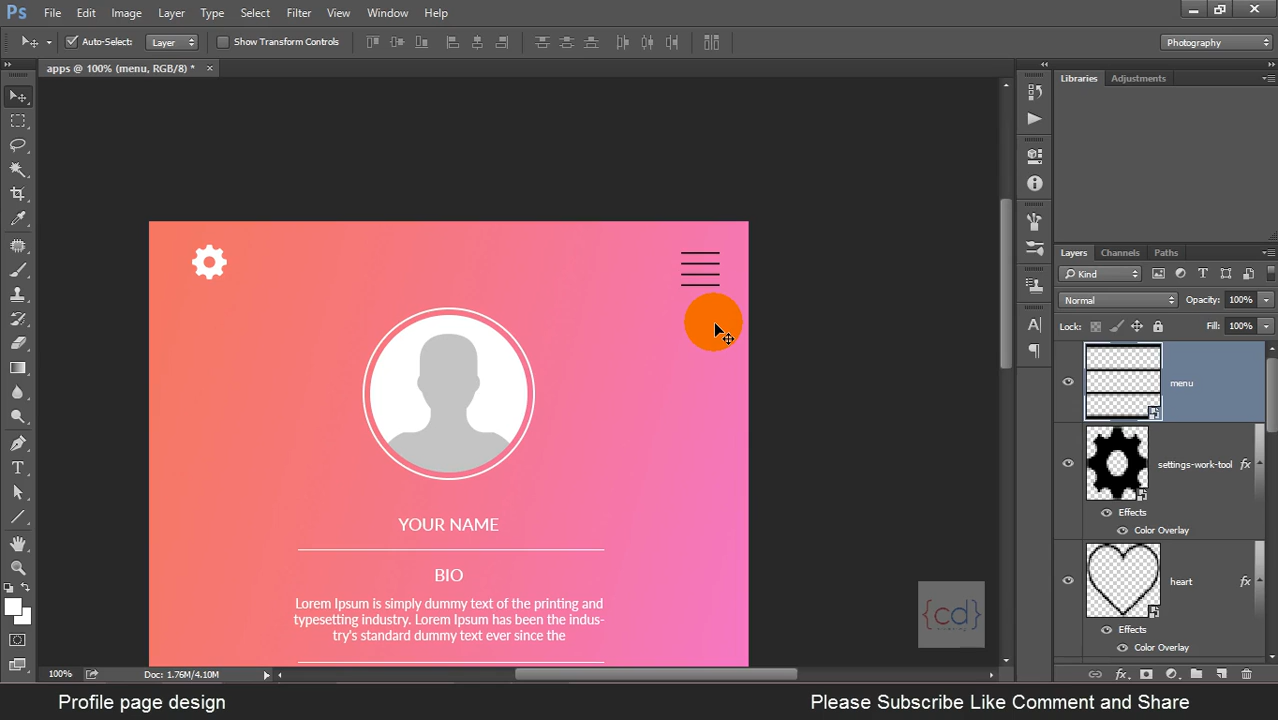 Ps File Edit Image Layer Type Select Filter View Window Help
Auto-Select: Layer Show Transform Controls Photography
apps @ 100% (menu, RGB/8) *
Libraries Adjustments
YOUR NAME
BIO
Lorem Ipsum is simply dummy text of the printing and
typesetting industry. Lorem Ipsum has been the indus-
try's standard dummy text ever since the
Layers Channels Paths
Kind
Normal Opacity: 100%
Lock: Fill: 100%
menu
settings-work-tool fx
Effects
Color Overlay
heart fx
Effects
Color Overlay
{cd}
100% Doc: 1.76M/4.10M
Profile page design Please Subscribe Like Comment and Share